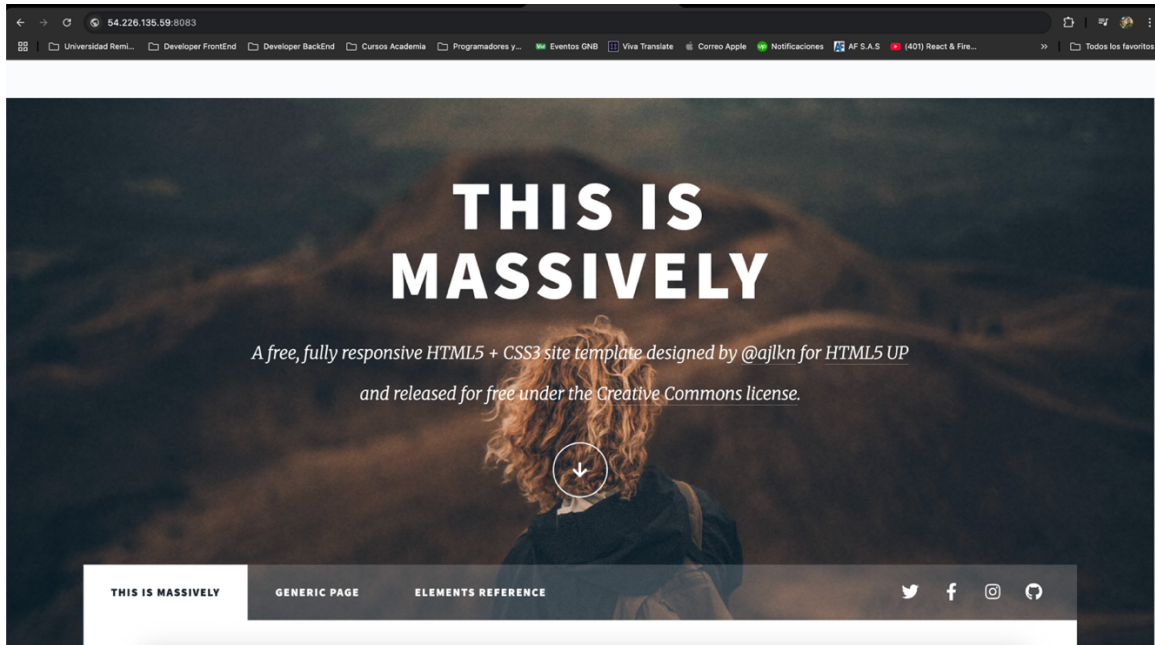 54.226.135.59:8083
Universidad Remi... Developer FrontEnd Developer BackEnd Cursos Academia Programadores y... Eventos GNB Viva Translate Correo Apple Notificaciones AF S.A.S (401) React & Fire... » Todos los favoritos
THIS IS
MASSIVELY
A free, fully responsive HTML5 + CSS3 site template designed by @ajlkn for HTML5 UP
and released for free under the Creative Commons license.
THIS IS MASSIVELY GENERIC PAGE ELEMENTS REFERENCE